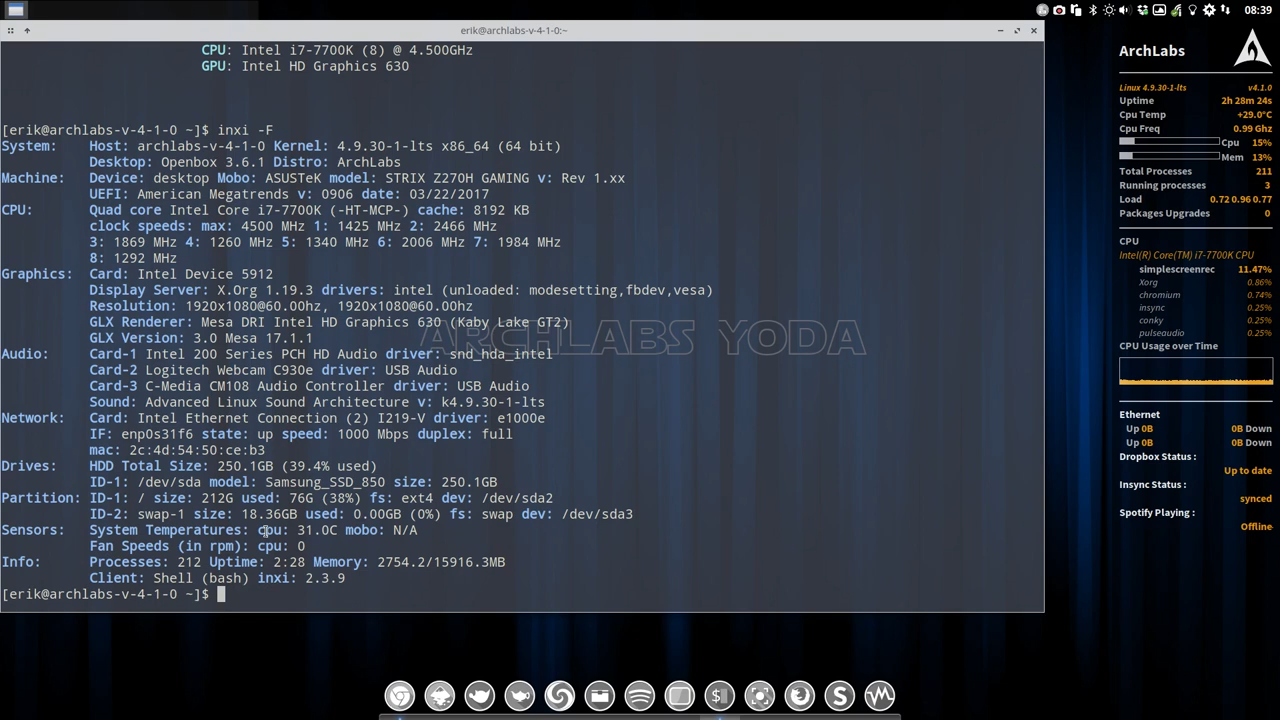 08:39
erik@archlabs-v-4-1-0:~
CPU: Intel i7-7700K (8) @ 4.500GHz
GPU: Intel HD Graphics 630
[erik@archlabs-v-4-1-0 ~]$ inxi -F
System: Host: archlabs-v-4-1-0 Kernel: 4.9.30-1-lts x86_64 (64 bit)
Desktop: Openbox 3.6.1 Distro: ArchLabs
Machine: Device: desktop Mobo: ASUSTeK model: STRIX Z270H GAMING v: Rev 1.xx
UEFI: American Megatrends v: 0906 date: 03/22/2017
CPU: Quad core Intel Core i7-7700K (-HT-MCP-) cache: 8192 KB
clock speeds: max: 4500 MHz 1: 1425 MHz 2: 2466 MHz
3: 1869 MHz 4: 1260 MHz 5: 1340 MHz 6: 2006 MHz 7: 1984 MHz
8: 1292 MHz
Graphics: Card: Intel Device 5912
Display Server: X.Org 1.19.3 drivers: intel (unloaded: modesetting,fbdev,vesa)
Resolution: 1920x1080@60.00hz, 1920x1080@60.00hz
GLX Renderer: Mesa DRI Intel HD Graphics 630 (Kaby Lake GT2)
GLX Version: 3.0 Mesa 17.1.1
Audio: Card-1 Intel 200 Series PCH HD Audio driver: snd_hda_intel
Card-2 Logitech Webcam C930e driver: USB Audio
Card-3 C-Media CM108 Audio Controller driver: USB Audio
Sound: Advanced Linux Sound Architecture v: k4.9.30-1-lts
Network: Card: Intel Ethernet Connection (2) I219-V driver: e1000e
IF: enp0s31f6 state: up speed: 1000 Mbps duplex: full
mac: 2c:4d:54:50:ce:b3
Drives: HDD Total Size: 250.1GB (39.4% used)
ID-1: /dev/sda model: Samsung_SSD_850 size: 250.1GB
Partition: ID-1: / size: 212G used: 76G (38%) fs: ext4 dev: /dev/sda2
ID-2: swap-1 size: 18.36GB used: 0.00GB (0%) fs: swap dev: /dev/sda3
Sensors: System Temperatures: cpu: 31.0C mobo: N/A
Fan Speeds (in rpm): cpu: 0
Info: Processes: 212 Uptime: 2:28 Memory: 2754.2/15916.3MB
Client: Shell (bash) inxi: 2.3.9
[erik@archlabs-v-4-1-0 ~]$
ARCHLABS YODA
ArchLabs
Linux 4.9.30-1-lts v4.1.0
Uptime 2h 28m 24s
Cpu Temp +29.0°C
Cpu Freq 0.99 Ghz
Cpu 15%
Mem 13%
Total Processes 211
Running processes 3
Load 0.72 0.96 0.77
Packages Upgrades 0
CPU
Intel(R) Core(TM) i7-7700K CPU
simplescreenrec 11.47%
Xorg 0.86%
chromium 0.74%
insync 0.25%
conky 0.25%
pulseaudio 0.25%
CPU Usage over Time
Ethernet
Up 0B 0B Down
Up 0B 0B Down
Dropbox Status :
Up to date
Insync Status :
synced
Spotify Playing :
Offline
$
S